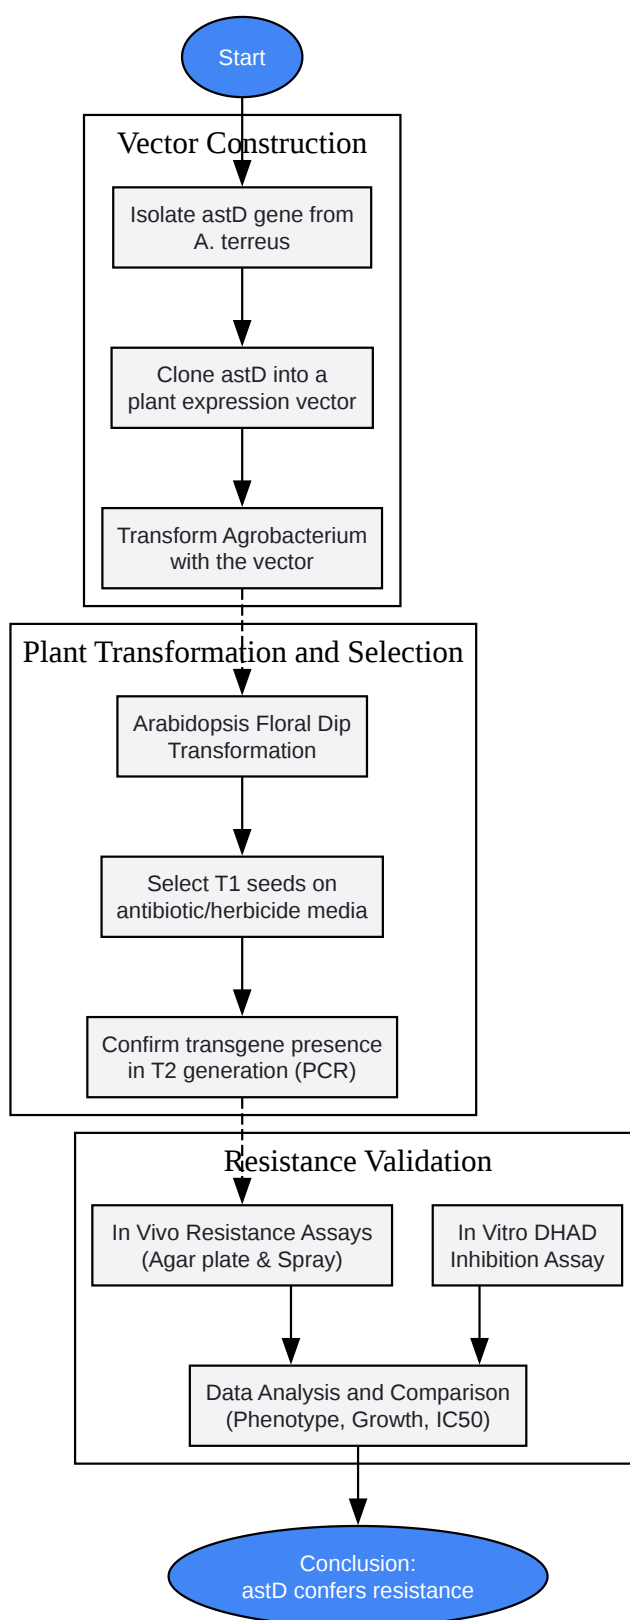 Start
Vector Construction
Isolate astD gene from
A. terreus
Clone astD into a
plant expression vector
Transform Agrobacterium
with the vector
Plant Transformation and Selection
Arabidopsis Floral Dip
Transformation
Select T1 seeds on
antibiotic/herbicide media
Confirm transgene presence
in T2 generation (PCR)
Resistance Validation
In Vivo Resistance Assays
(Agar plate & Spray)
In Vitro DHAD
Inhibition Assay
Data Analysis and Comparison
(Phenotype, Growth, IC50)
Conclusion:
astD confers resistance